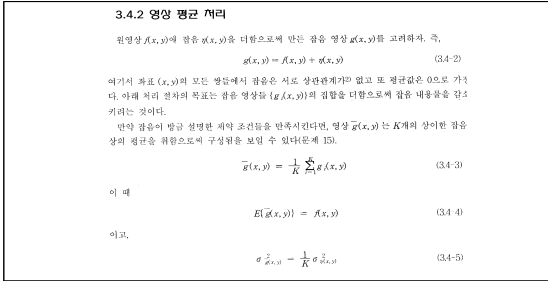 3.4.2 영상 평균 처리
원영상 f(x, y)에 잡음 η(x, y)을 더함으로써 만든 잡음 영상 g(x, y)를 고려하자. 즉,
g(x, y) = f(x, y) + η(x, y) (3.4-2)
여기서 좌표 (x, y)의 모든 쌍들에서 잡음은 서로 상관관계가²⁾ 없고 또 평균값은 0으로 가정
다. 아래 처리 절차의 목표는 잡음 영상들 {g i(x, y)}의 집합을 더함으로써 잡음 내용물을 감소
키려는 것이다.
만약 잡음이 방금 설명한 제약 조건들을 만족시킨다면, 영상 g̅(x, y) 는 K개의 상이한 잡음
상의 평균을 취함으로써 구성됨을 보일 수 있다(문제 15).
g̅(x, y) = 1/K Σ_{i=1}^{K} g i(x, y) (3.4-3)
이 때
E{g̅(x, y)} = f(x, y) (3.4-4)
이고,
σ²_{g̅(x, y)} = 1/K σ²_{η(x, y)} (3.4-5)